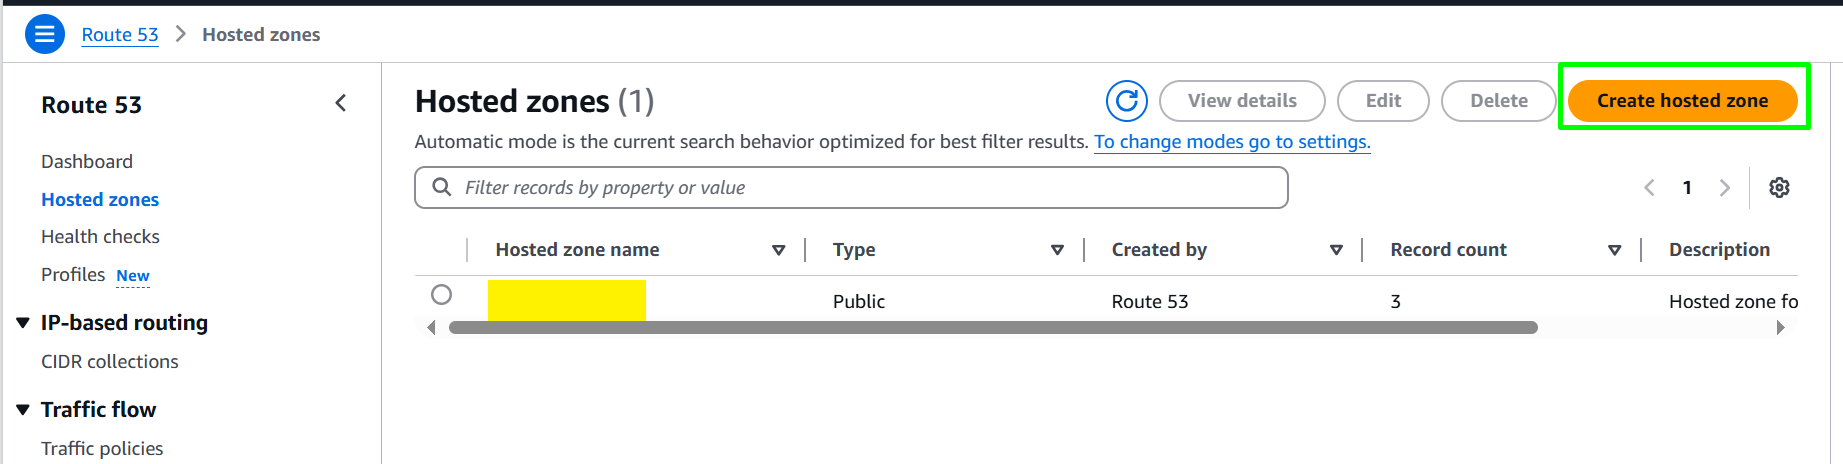 Route 53 > Hosted zones
Route 53
Dashboard
Hosted zones
Health checks
Profiles New
IP-based routing
CIDR collections
Traffic flow
Traffic policies
Hosted zones (1)
View details
Edit
Delete
Create hosted zone
Automatic mode is the current search behavior optimized for best filter results. To change modes go to settings.
Filter records by property or value
1
Hosted zone name Type Created by Record count Description
Public Route 53 3 Hosted zone fo